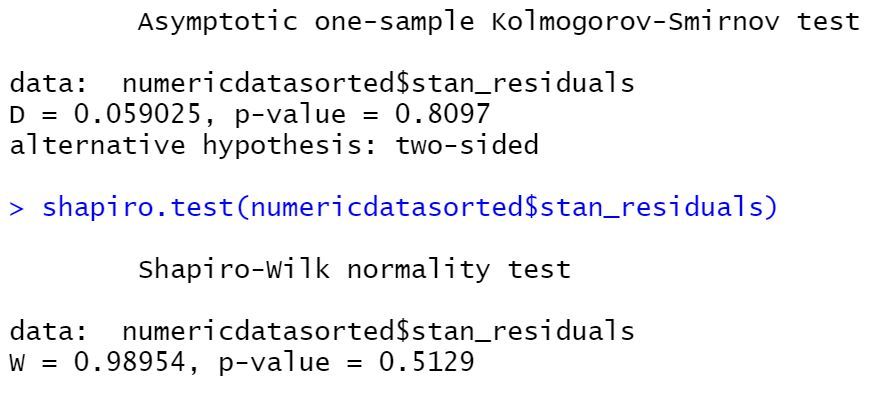 Asymptotic one-sample Kolmogorov-Smirnov test
data:  numericdatasorted$stan_residuals
D = 0.059025, p-value = 0.8097
alternative hypothesis: two-sided
> shapiro.test(numericdatasorted$stan_residuals)
Shapiro-Wilk normality test
data:  numericdatasorted$stan_residuals
W = 0.98954, p-value = 0.5129